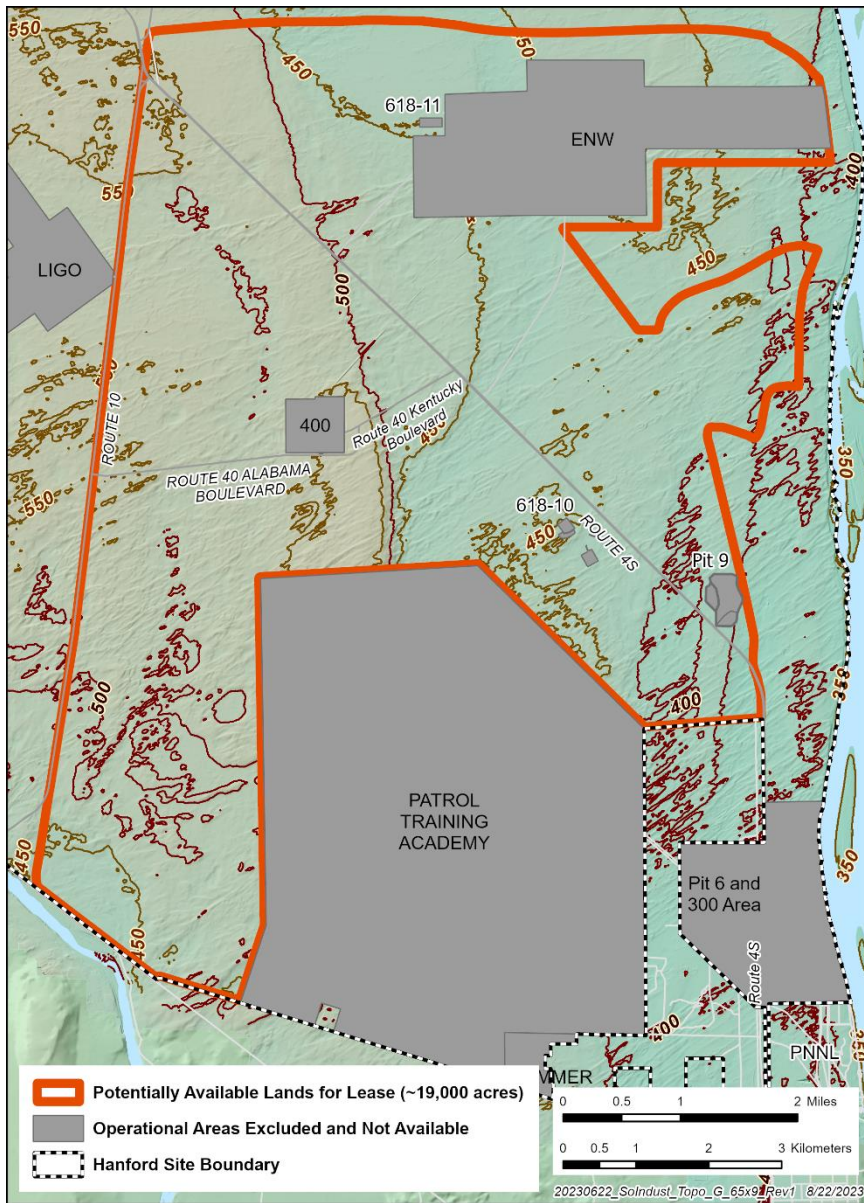 550
450
450
618-11
ENW
400
550
LIGO
450
500
ROUTE 10
400
Route 40 Kentucky
Boulevard
450
ROUTE 40 ALABAMA
BOULEVARD
550
350
618-10
450
ROUTE 4S
Pit 9
358
500
400
PATROL
TRAINING
ACADEMY
450
350
Pit 6 and
300 Area
450
Route 4S
400
350
PNNL
MMER
Potentially Available Lands for Lease (~19,000 acres)
Operational Areas Excluded and Not Available
Hanford Site Boundary
0 0.5 1 2 Miles
0 0.5 1 2 3 Kilometers
20230622_SoIndust_Topo_G_65x9_Rev1 8/22/2023